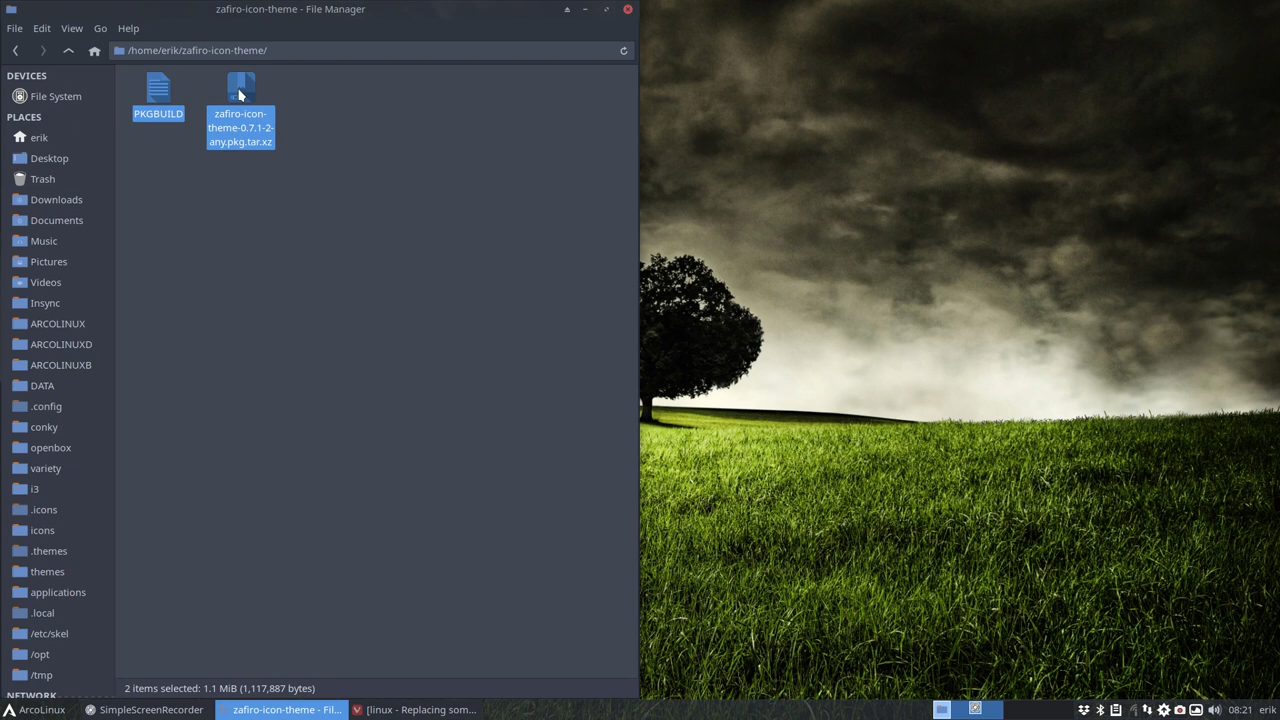 zafiro-icon-theme - File Manager
File Edit View Go Help
/home/erik/zafiro-icon-theme/
DEVICES
File System
PLACES
erik
Desktop
Trash
Downloads
Documents
Music
Pictures
Videos
Insync
ARCOLINUX
ARCOLINUXD
ARCOLINUXB
DATA
.config
conky
openbox
variety
i3
.icons
icons
.themes
themes
applications
.local
/etc/skel
/opt
/tmp
NETWORK
PKGBUILD
zafiro-icon-
theme-0.7.1-2-
any.pkg.tar.xz
2 items selected: 1.1 MiB (1,117,887 bytes)
ArcoLinux SimpleScreenRecorder zafiro-icon-theme - Fil... [linux - Replacing som... 08:21 erik